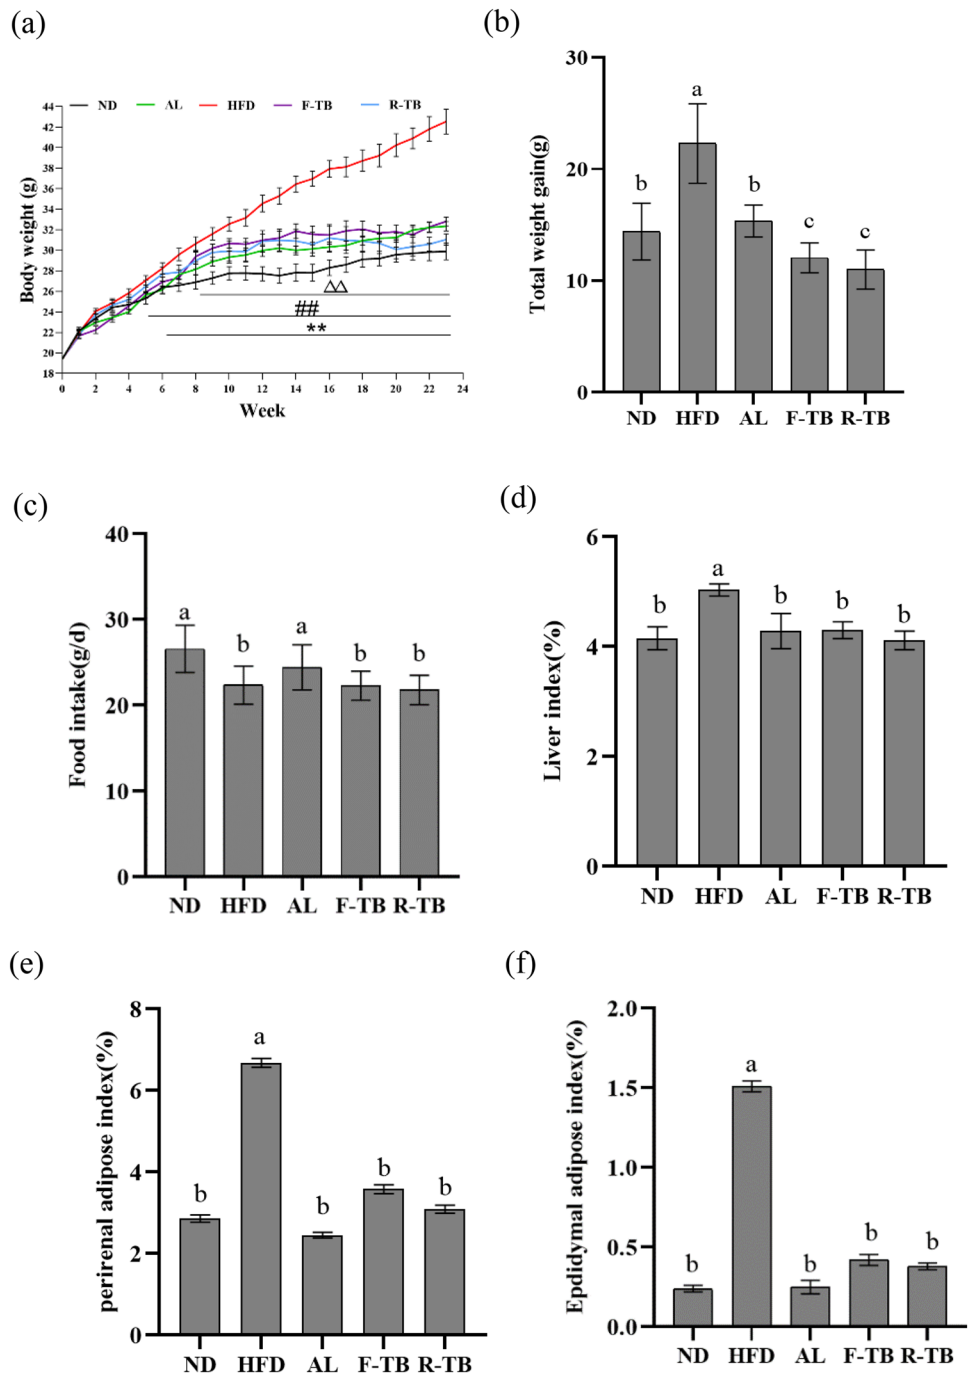 (a)
ND AL HFD F-TB R-TB
Body weight (g)
44
42
40
38
36
34
32
30
28
26
24
22
20
18
△△
##
**
0 2 4 6 8 10 12 14 16 18 20 22 24
Week
(b)
Total weight gain(g)
30
20
10
0
b a b c c
ND HFD AL F-TB R-TB
(c)
Food intake(g/d)
40
30
20
10
0
a b a b b
ND HFD AL F-TB R-TB
(d)
Liver index(%)
6
4
2
0
b a b b b
ND HFD AL F-TB R-TB
(e)
perirenal adipose index(%)
8
6
4
2
0
b a b b b
ND HFD AL F-TB R-TB
(f)
Epdidymal adipose index(%)
2.0
1.5
1.0
0.5
0.0
b a b b b
ND HFD AL F-TB R-TB